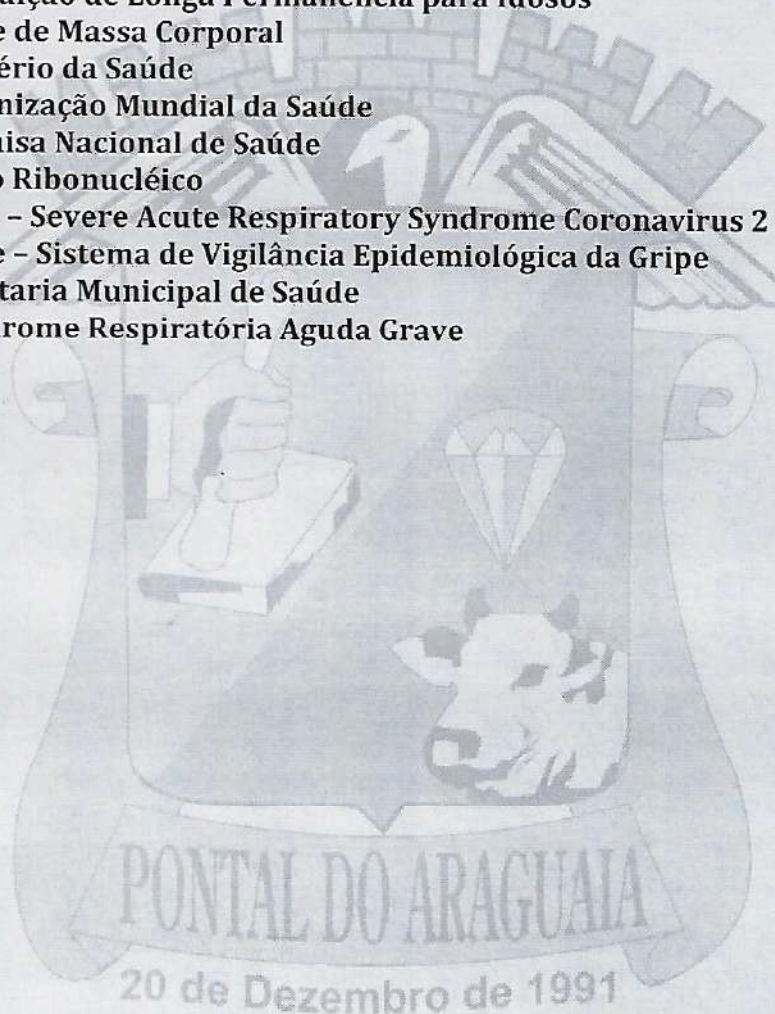 e de Massa Corporal
ério da Saúde
nização Mundial da Saúde
uisa Nacional de Saúde
o Ribonucléico
– Severe Acute Respiratory Syndrome Coronavirus 2
e – Sistema de Vigilância Epidemiológica da Gripe
taria Municipal de Saúde
rome Respiratória Aguda Grave
PONTAL DO ARAGUAIA
20 de Dezembro de 1991